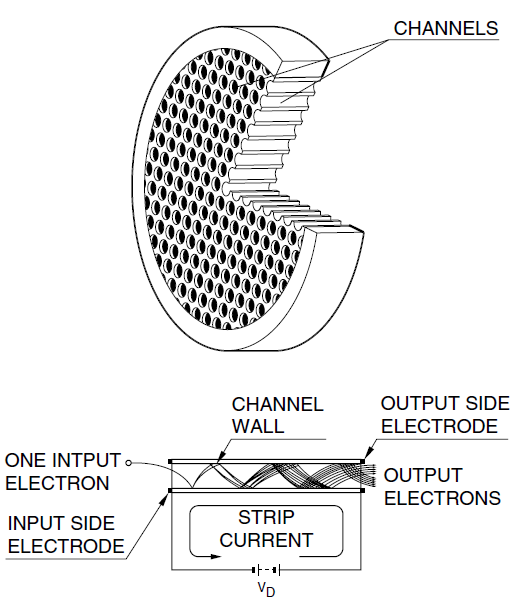 CHANNELS
CHANNEL
WALL
OUTPUT SIDE
ELECTRODE
ONE INTPUT
ELECTRON
OUTPUT
ELECTRONS
INPUT SIDE
ELECTRODE
STRIP
CURRENT
VD